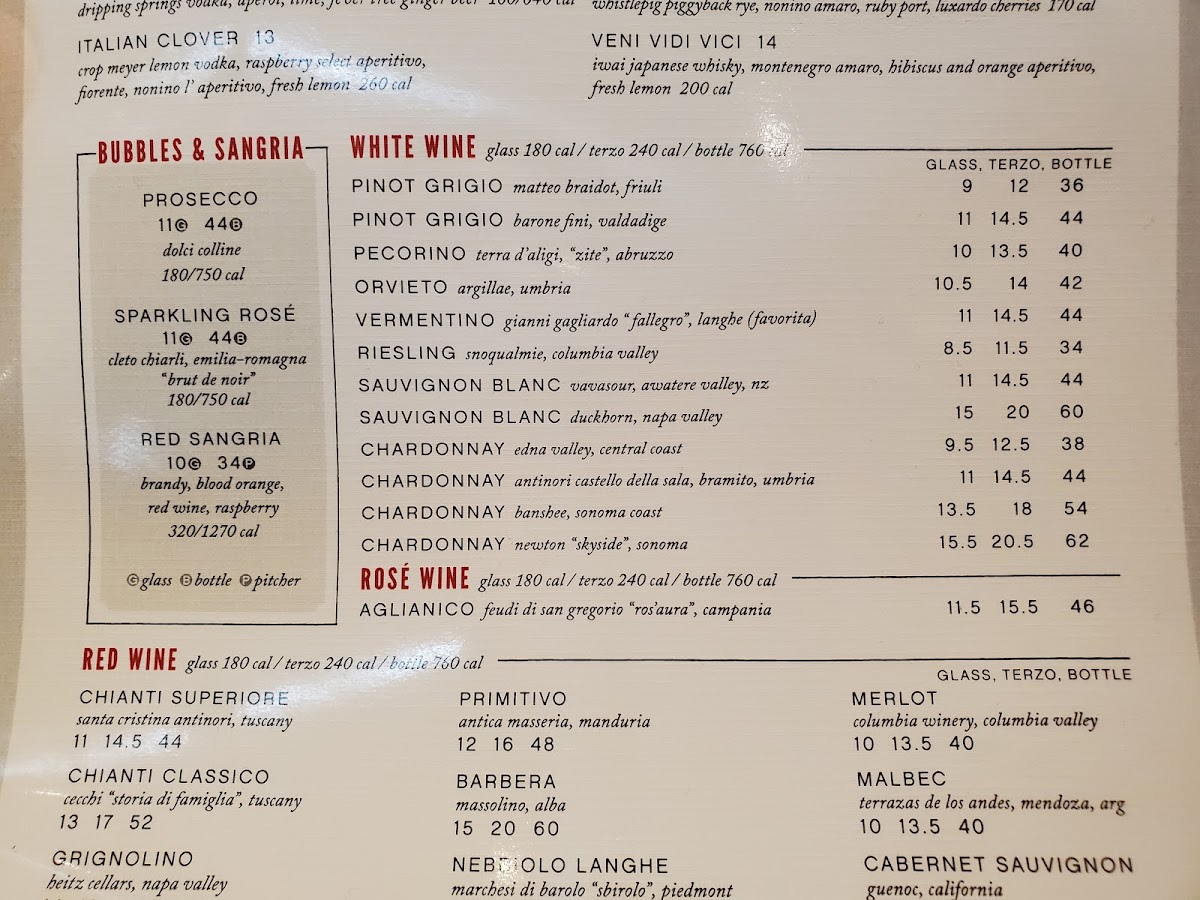 dripping springs vodka, aperol, lime, fever tree ginger beer
whistlepig piggyback rye, nonino amaro, ruby port, luxardo cherries 170 cal
ITALIAN CLOVER 13
crop meyer lemon vodka, raspberry select aperitivo,
fiorente, nonino l' aperitivo, fresh lemon 260 cal
VENI VIDI VICI 14
iwai japanese whisky, montenegro amaro, hibiscus and orange aperitivo,
fresh lemon 200 cal
BUBBLES & SANGRIA
PROSECCO
11G 44B
dolci colline
180/750 cal
SPARKLING ROSÉ
11G 44B
cleto chiarli, emilia-romagna
"brut de noir"
180/750 cal
RED SANGRIA
10G 34P
brandy, blood orange,
red wine, raspberry
320/1270 cal
G glass B bottle P pitcher
WHITE WINE glass 180 cal / terzo 240 cal / bottle 760 cal
GLASS, TERZO, BOTTLE
PINOT GRIGIO matteo braidot, friuli 9 12 36
PINOT GRIGIO barone fini, valdadige 11 14.5 44
PECORINO terra d'aligi, "zite", abruzzo 10 13.5 40
ORVIETO argillae, umbria 10.5 14 42
VERMENTINO gianni gagliardo "fallegro", langhe (favorita) 11 14.5 44
RIESLING snoqualmie, columbia valley 8.5 11.5 34
SAUVIGNON BLANC vavasour, awatere valley, nz 11 14.5 44
SAUVIGNON BLANC duckhorn, napa valley 15 20 60
CHARDONNAY edna valley, central coast 9.5 12.5 38
CHARDONNAY antinori castello della sala, bramito, umbria 11 14.5 44
CHARDONNAY banshee, sonoma coast 13.5 18 54
CHARDONNAY newton "skyside", sonoma 15.5 20.5 62
ROSÉ WINE glass 180 cal / terzo 240 cal / bottle 760 cal
AGLIANICO feudi di san gregorio "ros'aura", campania 11.5 15.5 46
RED WINE glass 180 cal / terzo 240 cal / bottle 760 cal
GLASS, TERZO, BOTTLE
CHIANTI SUPERIORE
santa cristina antinori, tuscany
11 14.5 44
CHIANTI CLASSICO
cecchi "storia di famiglia", tuscany
13 17 52
GRIGNOLINO
heitz cellars, napa valley
PRIMITIVO
antica masseria, manduria
12 16 48
BARBERA
massolino, alba
15 20 60
NEBBIOLO LANGHE
marchesi di barolo "sbirolo", piedmont
MERLOT
columbia winery, columbia valley
10 13.5 40
MALBEC
terrazas de los andes, mendoza, arg
10 13.5 40
CABERNET SAUVIGNON
guenoc, california